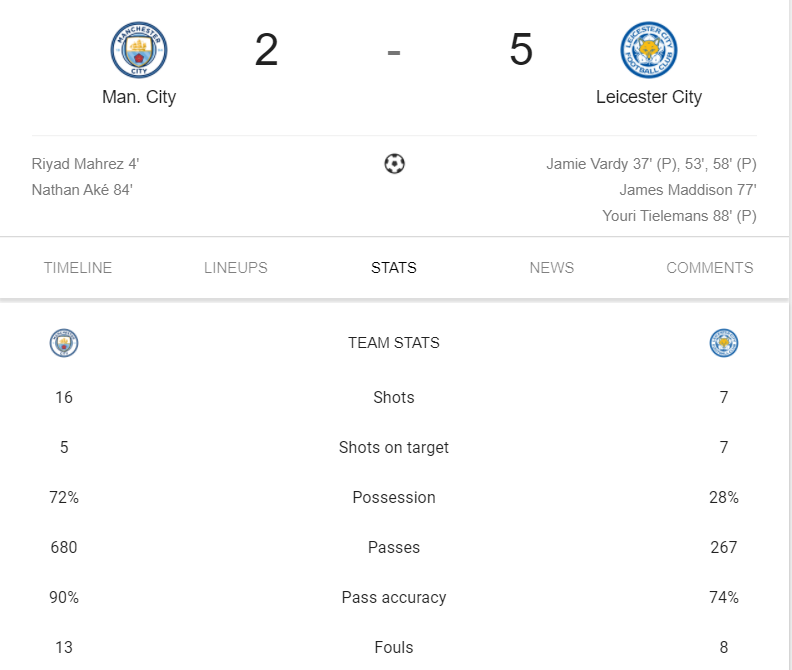 2 - 5
MANCHESTER
CITY
LEICESTER CITY
FOOTBALL CLUB
Man. City
Leicester City
Riyad Mahrez 4'
Jamie Vardy 37' (P), 53', 58' (P)
Nathan Aké 84'
James Maddison 77'
Youri Tielemans 88' (P)
TIMELINE LINEUPS STATS NEWS COMMENTS
TEAM STATS
16 Shots 7
5 Shots on target 7
72% Possession 28%
680 Passes 267
90% Pass accuracy 74%
13 Fouls 8